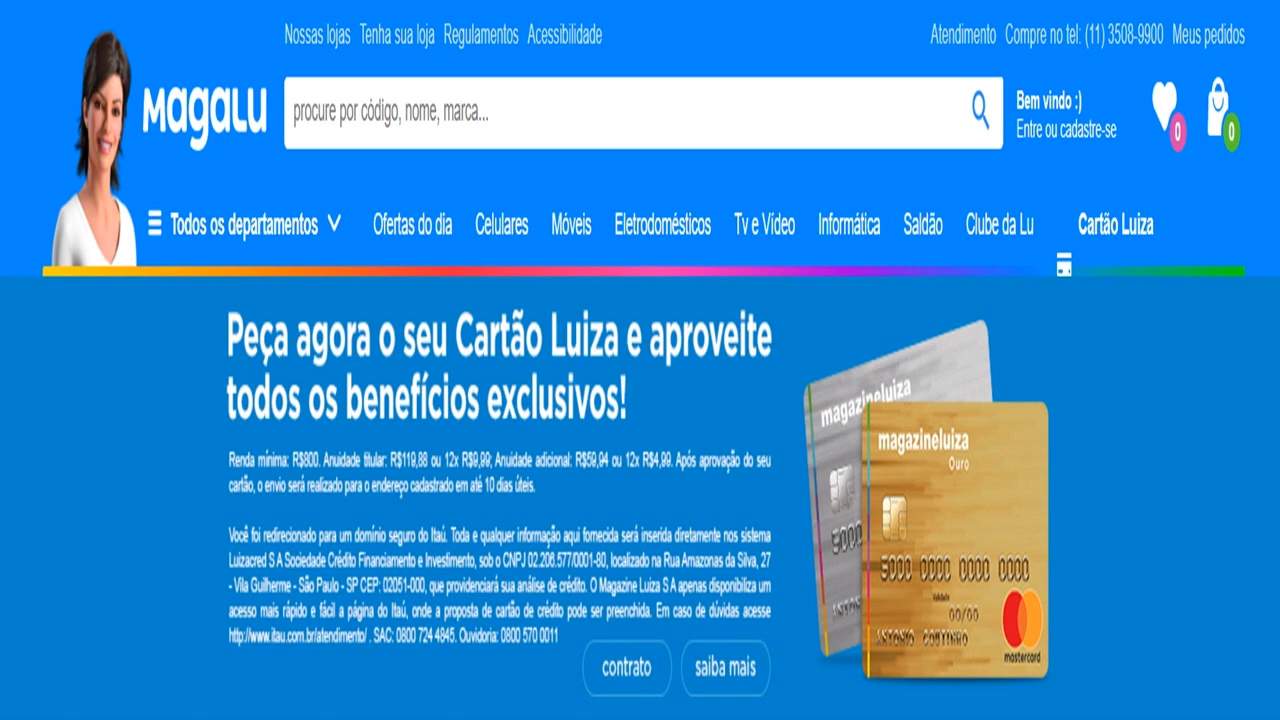 Nossas lojas Tenha sua loja Regulamentos Acessibilidade
Atendimento Compre no tel: (11) 3508-9900 Meus pedidos
MagaLu
procure por código, nome, marca...
Bem vindo :)
Entre ou cadastre-se
0
0
Todos os departamentos
Ofertas do dia Celulares Móveis Eletrodomésticos Tv e Vídeo Informática Saldão Clube da Lu Cartão Luiza
Peça agora o seu Cartão Luiza e aproveite
todos os benefícios exclusivos!
Renda mínima: R$800. Anuidade titular: R$119,88 ou 12x R$9,99; Anuidade adicional: R$59,94 ou 12x R$4,99. Após aprovação do seu
cartão, o envio será realizado para o endereço cadastrado em até 10 dias úteis.
Você foi redirecionado para um domínio seguro do Itaú. Toda e qualquer informação aqui fornecida será inserida diretamente nos sistema
Luizacred S A Sociedade Crédito Financiamento e Investimento, sob o CNPJ 02.206.577/0001-80, localizado na Rua Amazonas da Silva, 27
- Vila Guilherme - São Paulo - SP CEP: 02051-000, que providenciará sua análise de crédito. O Magazine Luiza S A apenas disponibiliza um
acesso mais rápido e fácil a página do Itaú, onde a proposta de cartão de crédito pode ser preenchida. Em caso de dúvidas acesse
http://www.itau.com.br/atendimento/ . SAC: 0800 724 4845. Ouvidoria: 0800 570 0011
contrato saiba mais
magazineluiza
5000
magazineluiza
Ouro
5000 0000 0000 0000
Validade
00/00
ANTONIO COUTINHO
mastercard